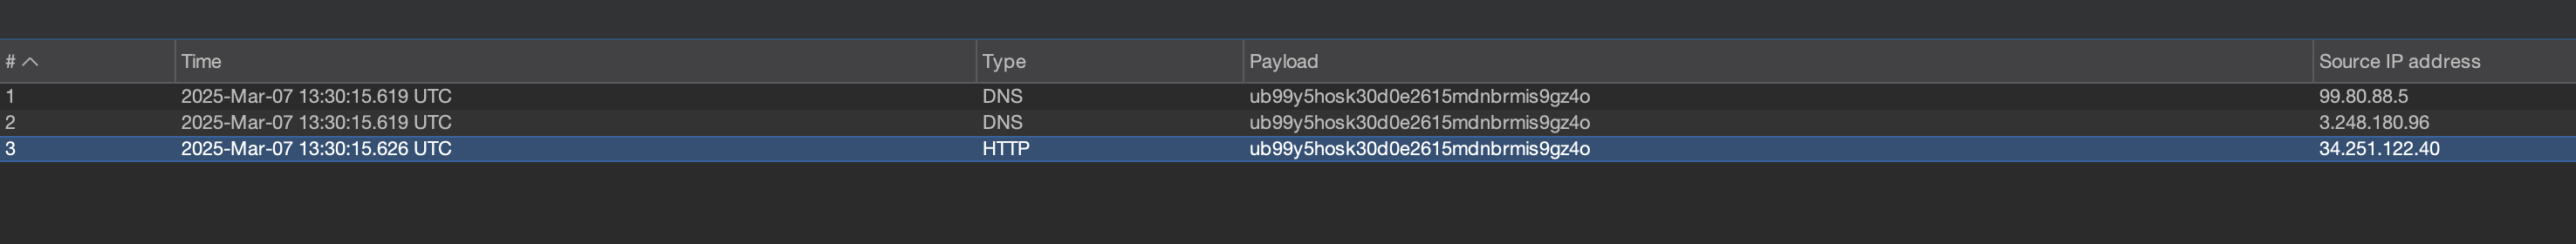 # Time Type Payload Source IP address
1 2025-Mar-07 13:30:15.619 UTC DNS ub99y5hosk30d0e2615mdnbrmis9gz4o 99.80.88.5
2 2025-Mar-07 13:30:15.619 UTC DNS ub99y5hosk30d0e2615mdnbrmis9gz4o 3.248.180.96
3 2025-Mar-07 13:30:15.626 UTC HTTP ub99y5hosk30d0e2615mdnbrmis9gz4o 34.251.122.40